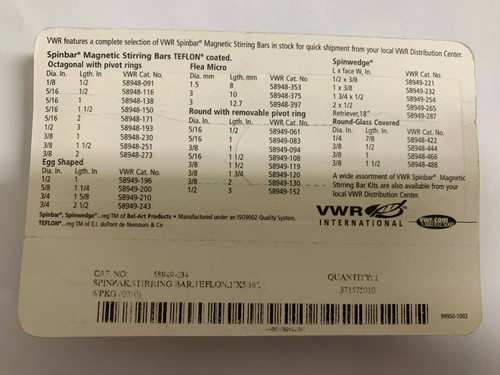 VWR features a complete selection of VWR Spinbar® Magnetic Stirring Bars in stock for quick shipment from your local VWR Distribution Center.
Spinbar® Magnetic Stirring Bars TEFLON® coated.
Octagonal with pivot rings
Dia. In. Lgth. In VWR Cat. No.
1/8 1/2 58948-091
5/16 1/2 58948-116
5/16 1 58948-138
5/16 1 1/2 58948-150
5/16 2 58948-171
1/2 3 58948-193
3/8 1 58948-230
3/8 1 1/2 58948-251
3/8 2 58948-273
Egg Shaped
Dia. In. Lgth. In. VWR Cat. No.
1/2 1 58949-196
5/8 1 1/4 58949-200
3/4 1 5/8 58949-210
3/4 2 1/2 58949-243
Flea Micro
Dia. mm Lgth. mm VWR Cat. No.
1.5 8 58948-353
3 10 58948-375
3 12.7 58948-397
Round with removable pivot ring
Dia. In. Lgth. In. VWR Cat. No.
5/16 1/2 58949-061
5/16 1 58949-083
3/8 1 58949-094
5/16 1 1/2 58949-108
3/8 1 1/2 58949-119
3/8 1 3/4 58949-120
3/8 2 58949-130
1/2 3 58949-152
Spinwedge®
L x face W, In. VWR Cat. No.
1/2 x 3/8 58949-221
1 x 3/8 58949-232
1 3/4 x 1/2 58949-254
2 x 1/2 58949-265
Retriever,18" 58949-287
Round-Glass Covered
1/4 7/8 58948-422
3/8 1 1/2 58948-444
3/8 1 58948-466
3/8 1 1/2 58948-488
A wide assortment of VWR Spinbar® Magnetic
Stirring Bar Kits are also available from your
local VWR Distribution Center.
Spinbar®, Spinwedge®...reg TM of Bel-Art Products • Manufactured under an ISO9002 Quality System.
TEFLON®...reg TM of E.I. duPont de Nemours & Co
VWR
INTERNATIONAL
vwr.com
1 800 932 5000
CAT. NO: 58949-034
QUANTITY: 1
SPINPAK,STIRRING BAR,TEFLON,1"X5/16",
6/PKG
371575010
99950-1002